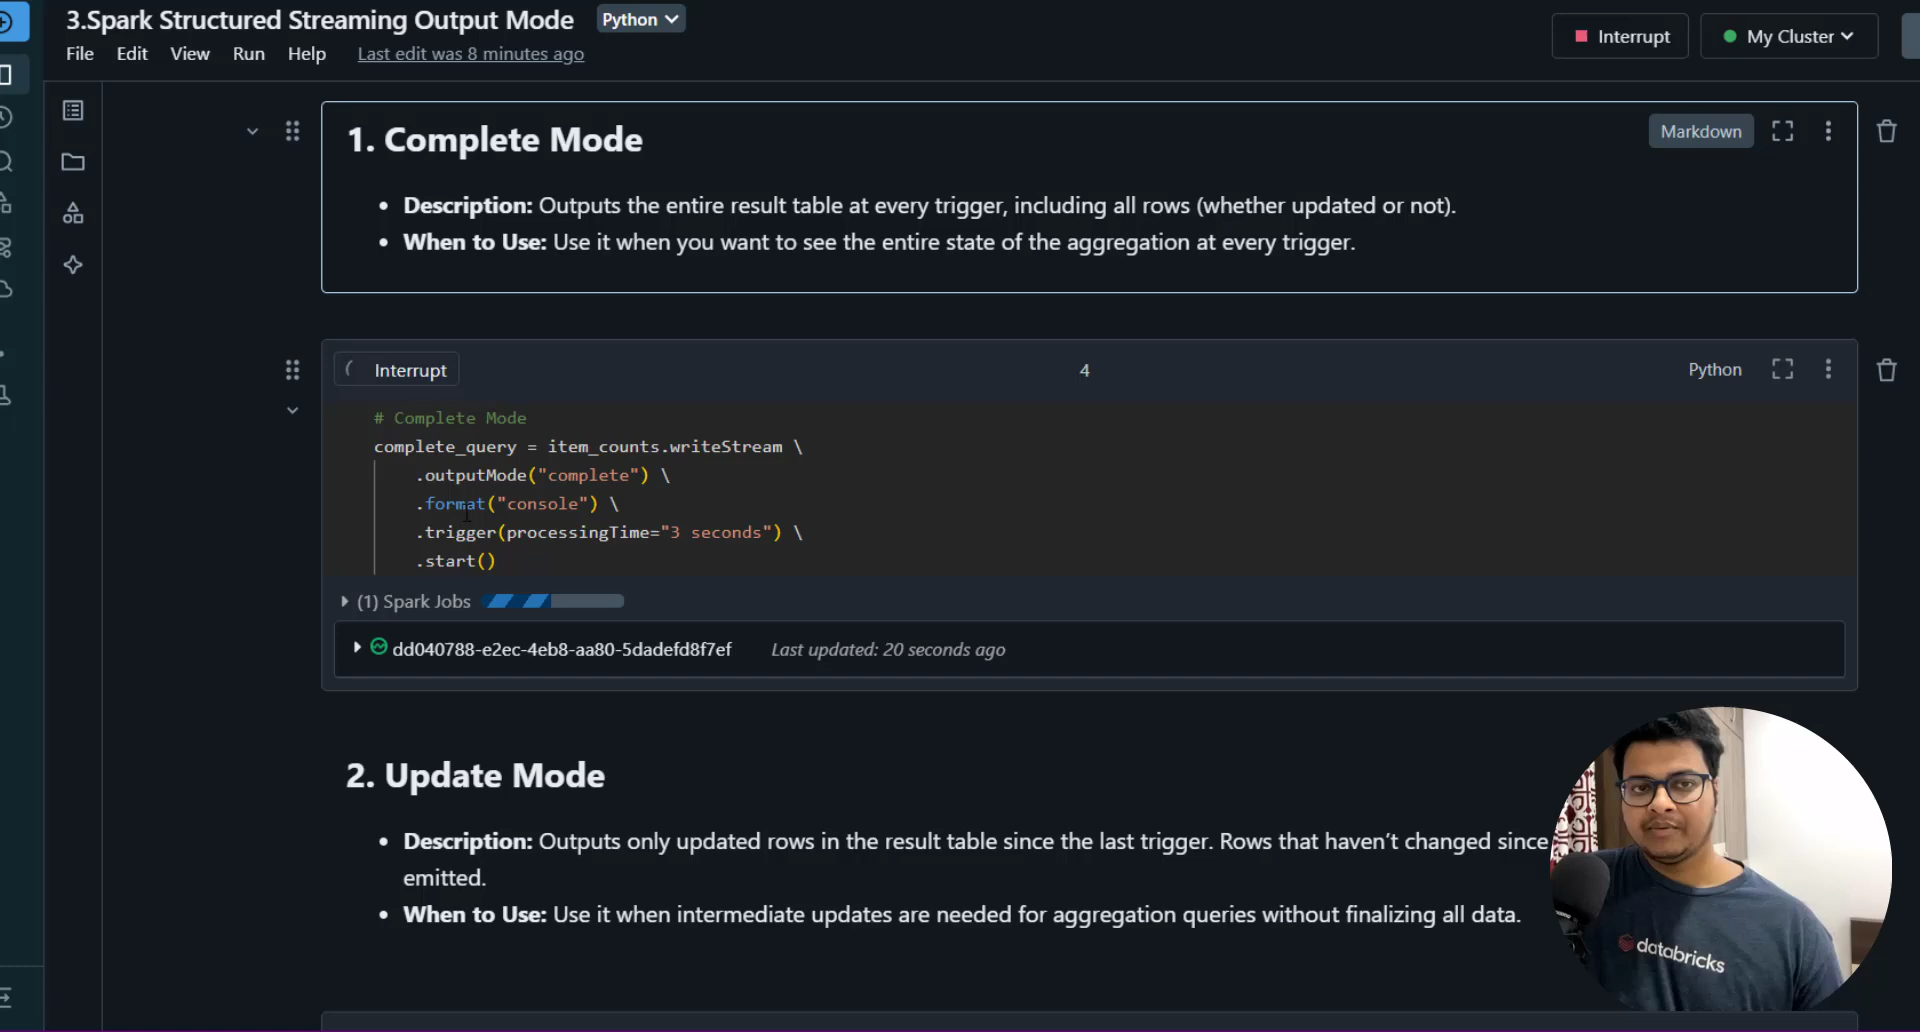 3.Spark Structured Streaming Output Mode
Python
File Edit View Run Help Last edit was 8 minutes ago
Interrupt
My Cluster
1. Complete Mode
Markdown
• Description: Outputs the entire result table at every trigger, including all rows (whether updated or not).
• When to Use: Use it when you want to see the entire state of the aggregation at every trigger.
Interrupt
4
Python
# Complete Mode
complete_query = item_counts.writeStream \
.outputMode("complete") \
.format("console") \
.trigger(processingTime="3 seconds") \
.start()
(1) Spark Jobs
dd040788-e2ec-4eb8-aa80-5dadefd8f7ef Last updated: 20 seconds ago
2. Update Mode
• Description: Outputs only updated rows in the result table since the last trigger. Rows that haven’t changed since
emitted.
• When to Use: Use it when intermediate updates are needed for aggregation queries without finalizing all data.
databricks